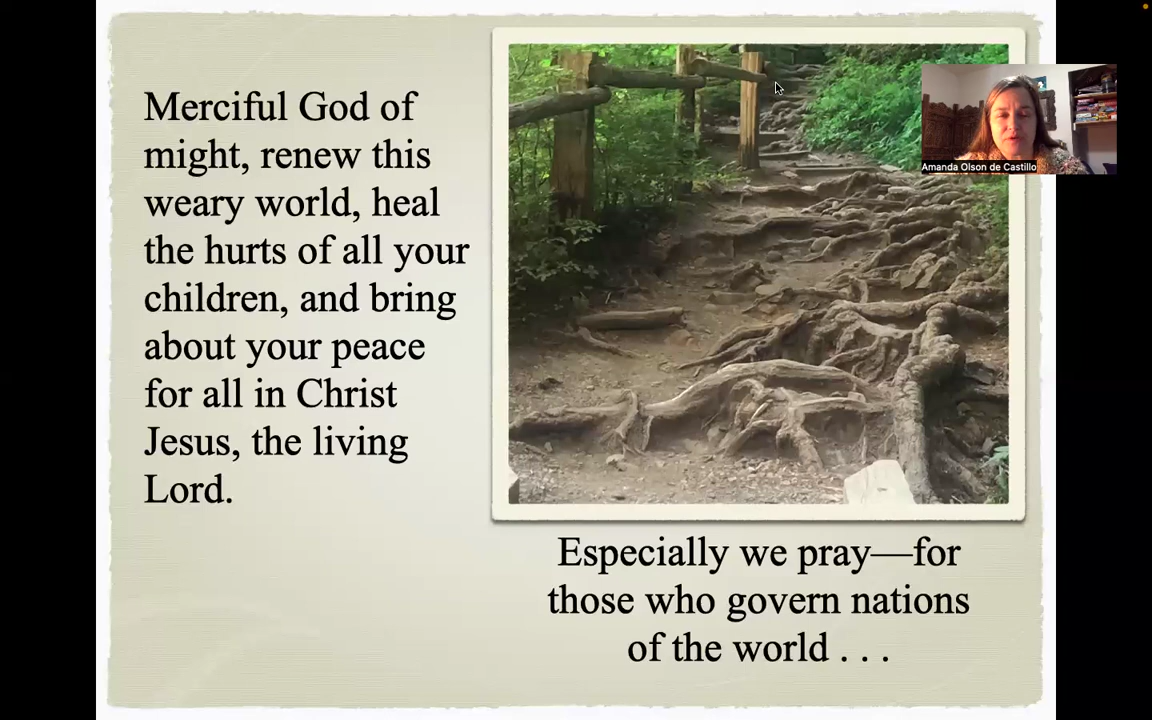 Merciful God of
might, renew this
weary world, heal
the hurts of all your
children, and bring
about your peace
for all in Christ
Jesus, the living
Lord.
Amanda Olson de Castillo
Especially we pray—for
those who govern nations
of the world . . .